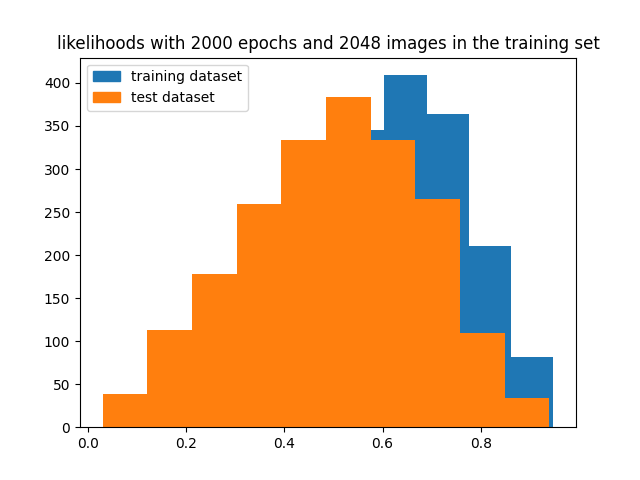 likelihoods with 2000 epochs and 2048 images in the training set
training dataset
test dataset
400
350
300
250
200
150
100
50
0
0.0 0.2 0.4 0.6 0.8